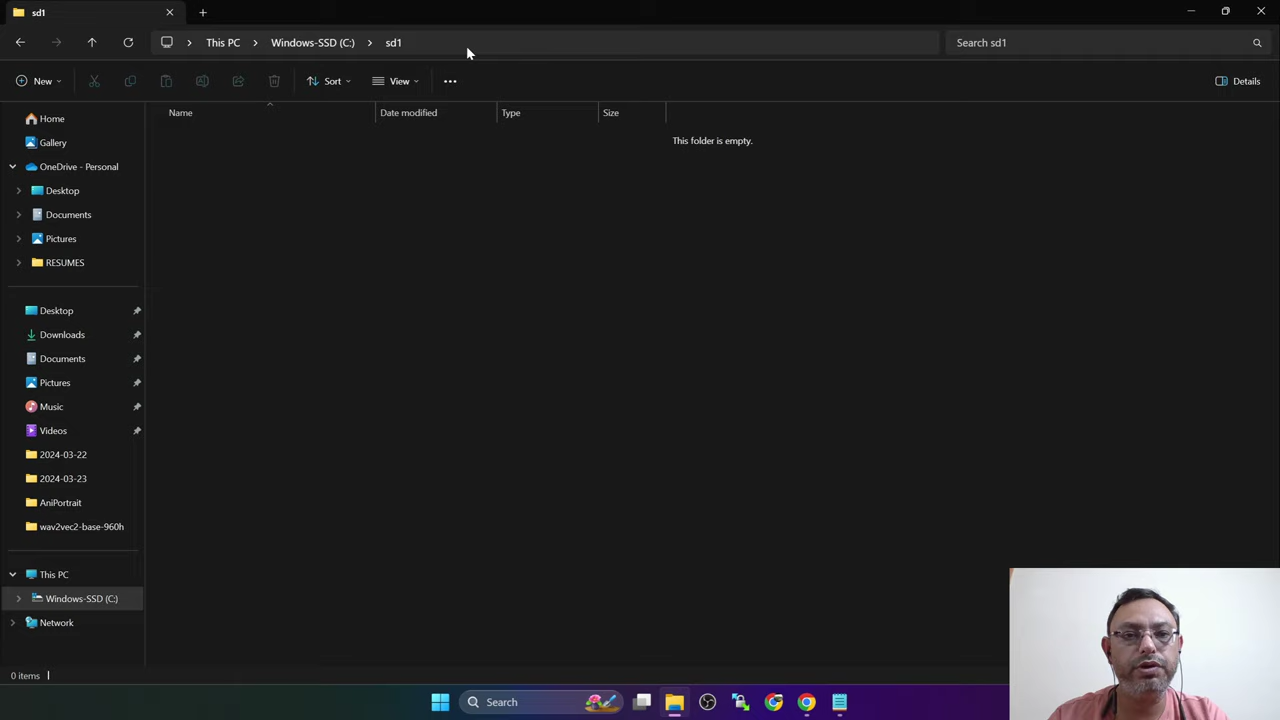 sd1
This PC
Windows-SSD (C:)
sd1
Search sd1
New
Sort
View
Details
Name
Date modified
Type
Size
This folder is empty.
Home
Gallery
OneDrive - Personal
Desktop
Documents
Pictures
RESUMES
Desktop
Downloads
Documents
Pictures
Music
Videos
2024-03-22
2024-03-23
AniPortrait
wav2vec2-base-960h
This PC
Windows-SSD (C:)
Network
0 items
Search